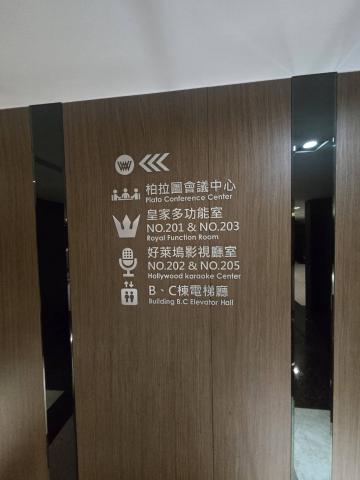 柏拉圖會議中心
Plato Conference Center
皇家多功能室
NO.201 & NO.203
Royal Function Room
好萊塢影視廳室
NO.202 & NO.205
Hollywood karaoke Center
B、C棟電梯廳
Building B.C Elevator Hall